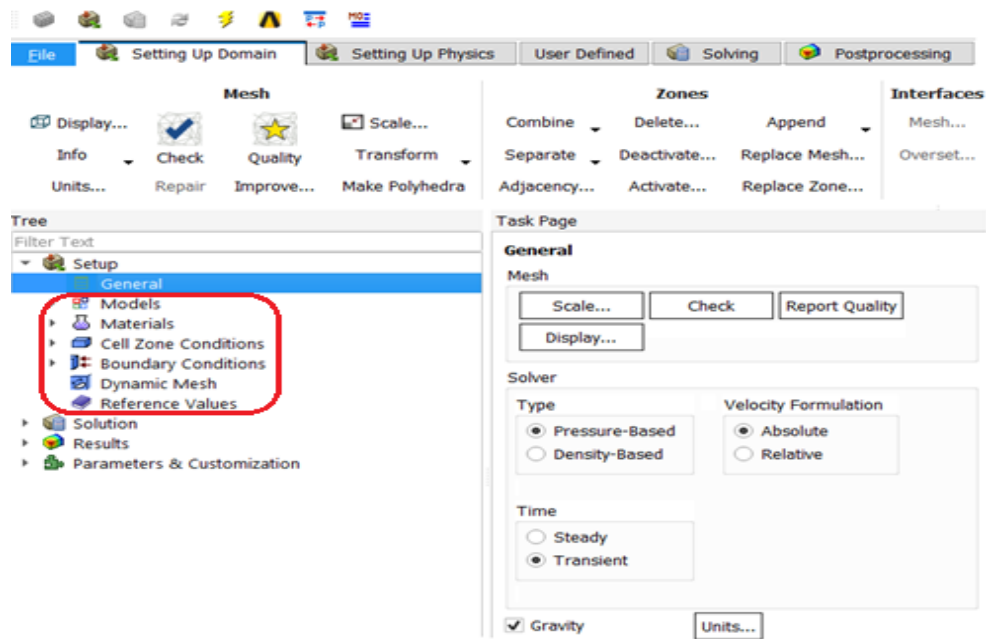 File Setting Up Domain Setting Up Physics User Defined Solving Postprocessing
Mesh Zones Interfaces
Display... Scale... Combine Delete... Append Mesh...
Info Check Quality Transform Separate Deactivate... Replace Mesh... Overset...
Units... Repair Improve... Make Polyhedra Adjacency... Activate... Replace Zone...
Tree
Filter Text
Setup
General
Models
Materials
Cell Zone Conditions
Boundary Conditions
Dynamic Mesh
Reference Values
Solution
Results
Parameters & Customization
Task Page
General
Mesh
Scale... Check Report Quality
Display...
Solver
Type Velocity Formulation
Pressure-Based Absolute
Density-Based Relative
Time
Steady
Transient
Gravity Units...